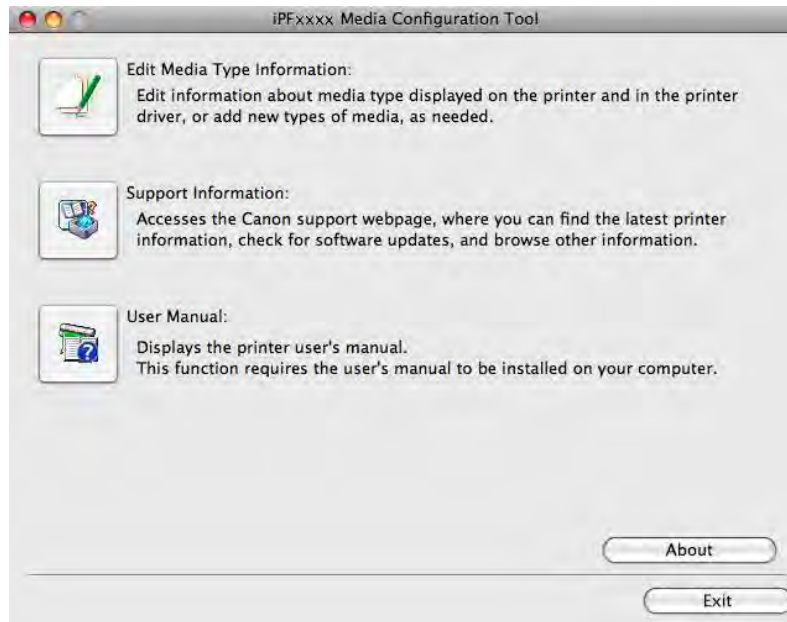 iPFxxxx Media Configuration Tool
Edit Media Type Information:
Edit information about media type displayed on the printer and in the printer
driver, or add new types of media, as needed.
Support Information:
Accesses the Canon support webpage, where you can find the latest printer
information, check for software updates, and browse other information.
User Manual:
Displays the printer user's manual.
This function requires the user's manual to be installed on your computer.
About
Exit